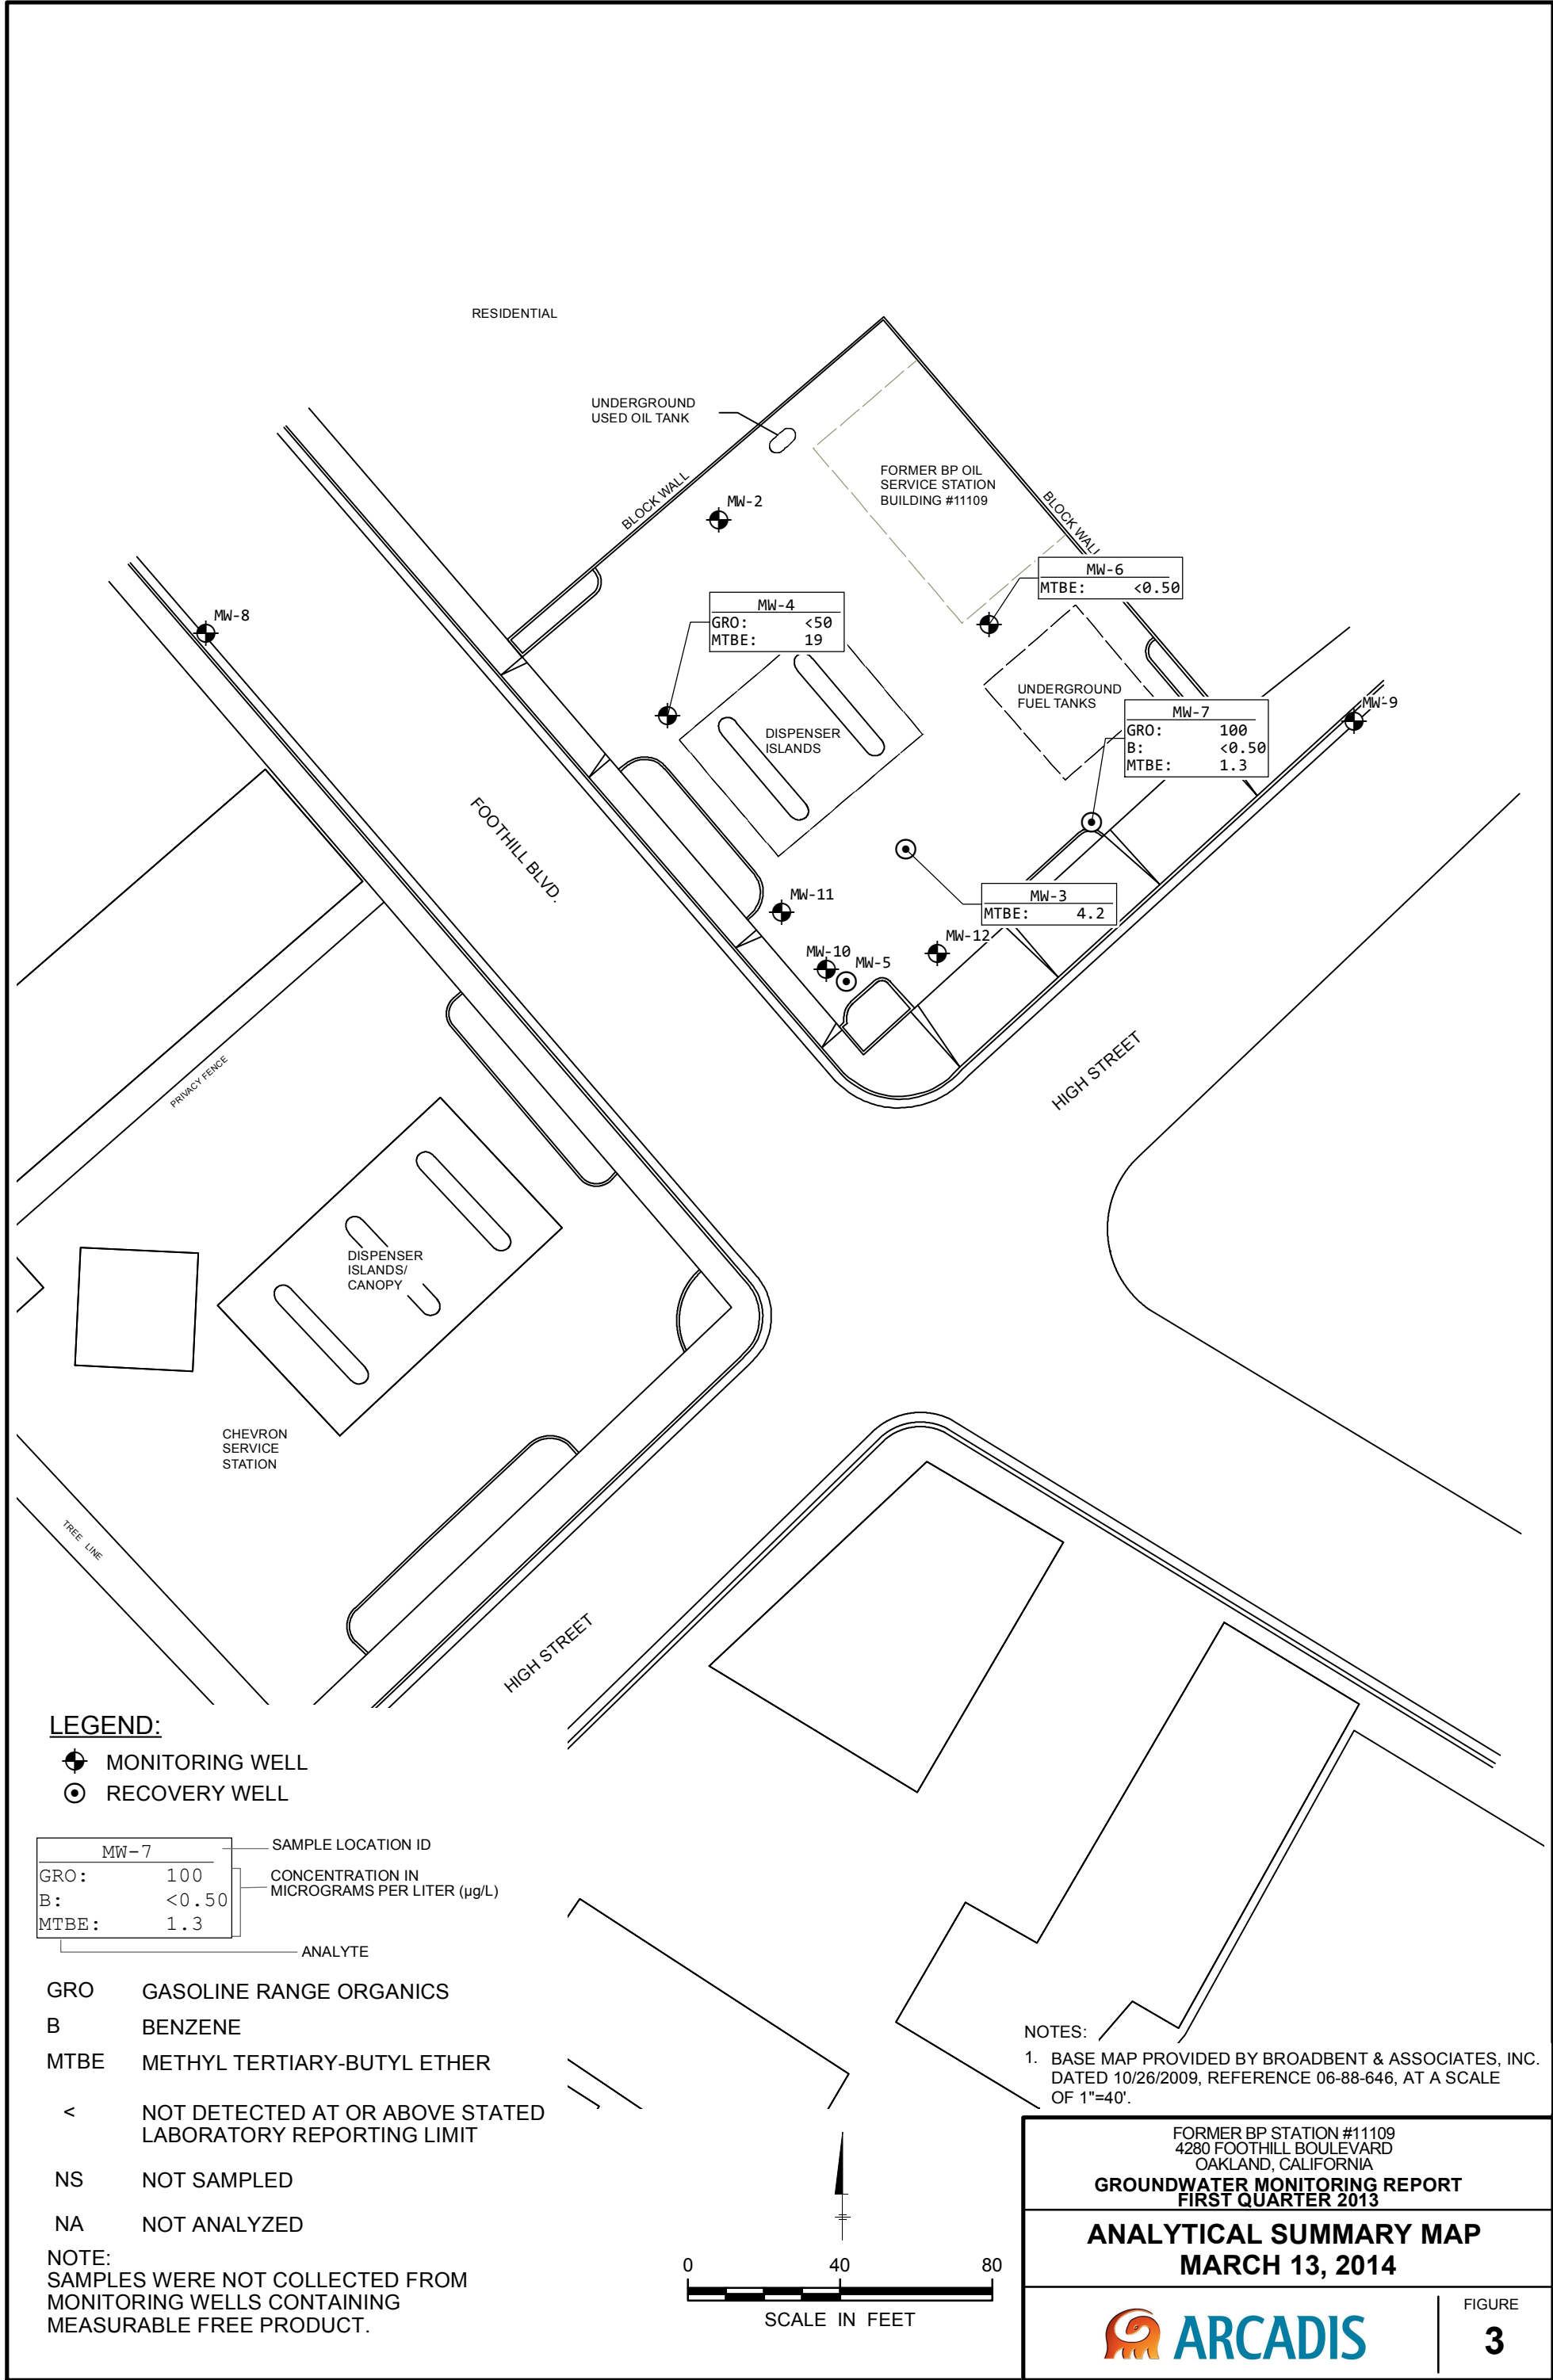 RESIDENTIAL
UNDERGROUND
USED OIL TANK
BLOCK WALL
MW-2
FORMER BP OIL
SERVICE STATION
BUILDING #11109
BLOCK WALL
MW-6
MTBE: <0.50
MW-4
GRO: <50
MTBE: 19
MW-8
UNDERGROUND
FUEL TANKS
MW-9
MW-7
GRO: 100
B: <0.50
MTBE: 1.3
DISPENSER
ISLANDS
FOOTHILL BLVD.
MW-3
MTBE: 4.2
MW-11
MW-12
MW-10
MW-5
HIGH STREET
PRIVACY FENCE
DISPENSER
ISLANDS/
CANOPY
CHEVRON
SERVICE
STATION
TREE LINE
HIGH STREET
LEGEND:
MONITORING WELL
RECOVERY WELL
MW-7
GRO: 100
B: <0.50
MTBE: 1.3
SAMPLE LOCATION ID
CONCENTRATION IN
MICROGRAMS PER LITER (µg/L)
ANALYTE
GRO GASOLINE RANGE ORGANICS
B BENZENE
MTBE METHYL TERTIARY-BUTYL ETHER
< NOT DETECTED AT OR ABOVE STATED
LABORATORY REPORTING LIMIT
NS NOT SAMPLED
NA NOT ANALYZED
NOTE:
SAMPLES WERE NOT COLLECTED FROM
MONITORING WELLS CONTAINING
MEASURABLE FREE PRODUCT.
0 40 80
SCALE IN FEET
NOTES:
1. BASE MAP PROVIDED BY BROADBENT & ASSOCIATES, INC.
DATED 10/26/2009, REFERENCE 06-88-646, AT A SCALE
OF 1"=40'.
FORMER BP STATION #11109
4280 FOOTHILL BOULEVARD
OAKLAND, CALIFORNIA
GROUNDWATER MONITORING REPORT
FIRST QUARTER 2013
ANALYTICAL SUMMARY MAP
MARCH 13, 2014
ARCADIS
FIGURE
3